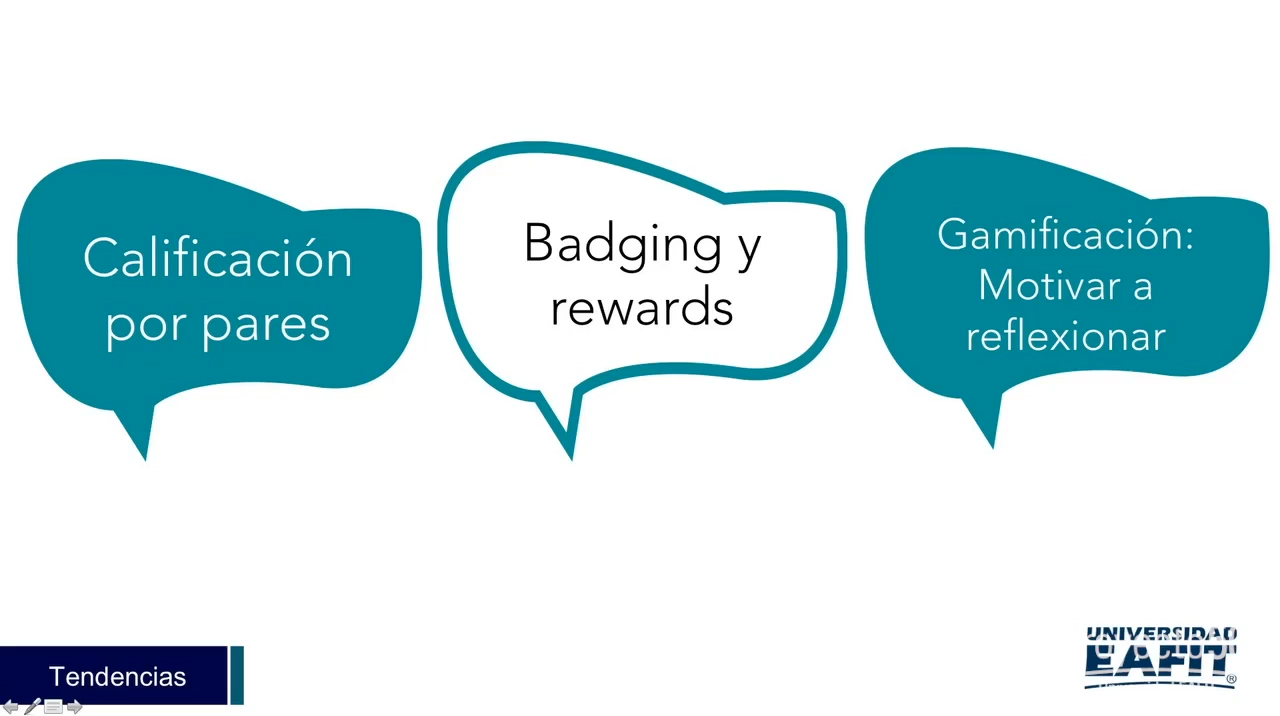 Calificación
por pares
Badging y
rewards
Gamificación:
Motivar a
reflexionar
Tendencias
UNIVERSIDAD
EAFIT
®